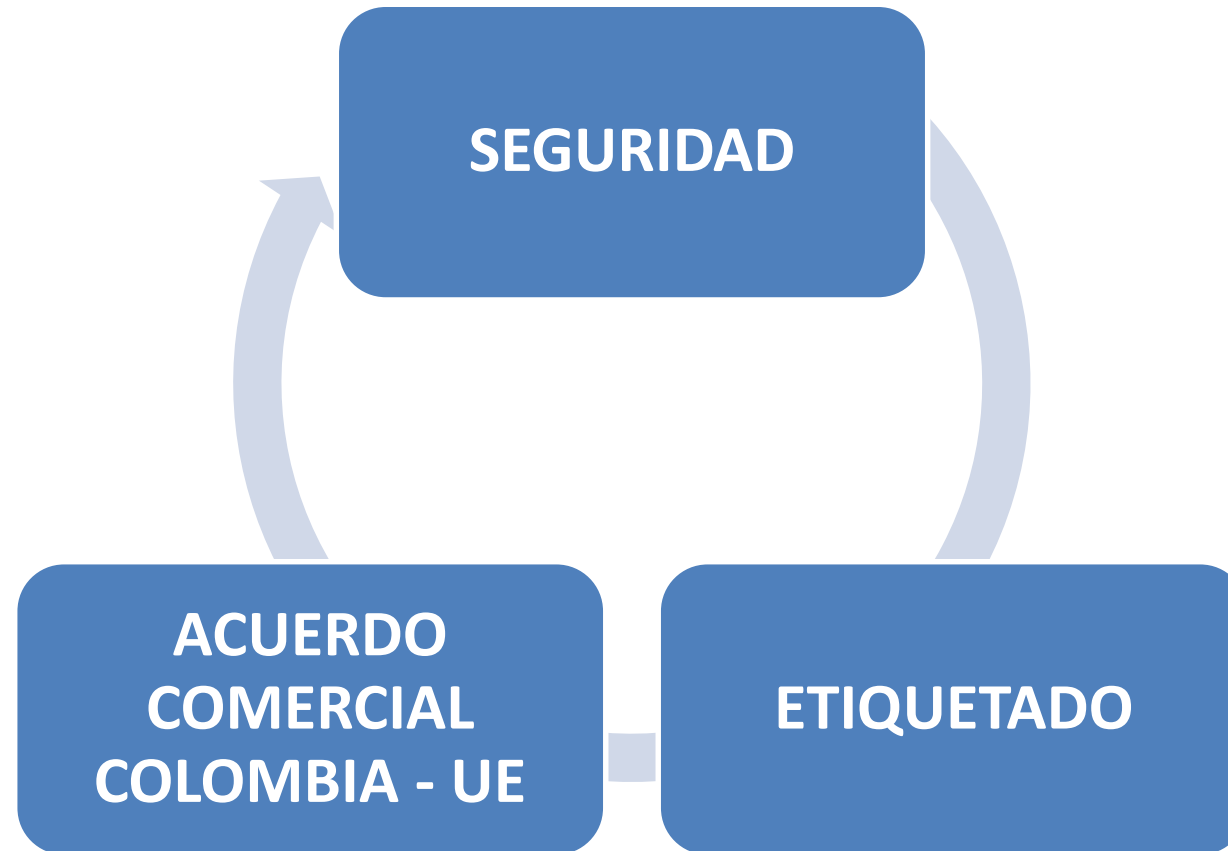 SEGURIDAD
ACUERDO
COMERCIAL
COLOMBIA - UE
ETIQUETADO